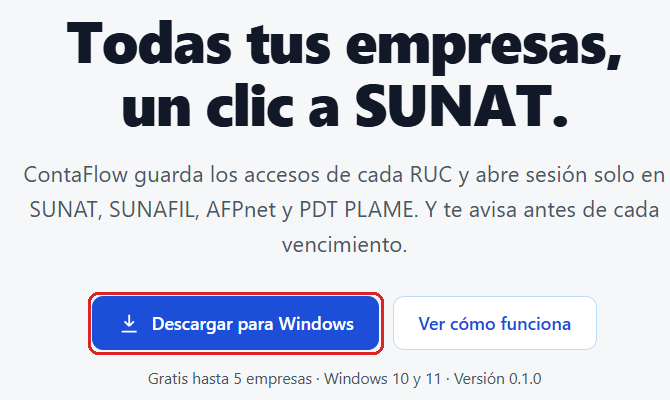 Todas tus empresas,
un clic a SUNAT.
ContaFlow guarda los accesos de cada RUC y abre sesión solo en
SUNAT, SUNAFIL, AFPnet y PDT PLAME. Y te avisa antes de cada
vencimiento.
Descargar para Windows
Ver cómo funciona
Gratis hasta 5 empresas · Windows 10 y 11 · Versión 0.1.0